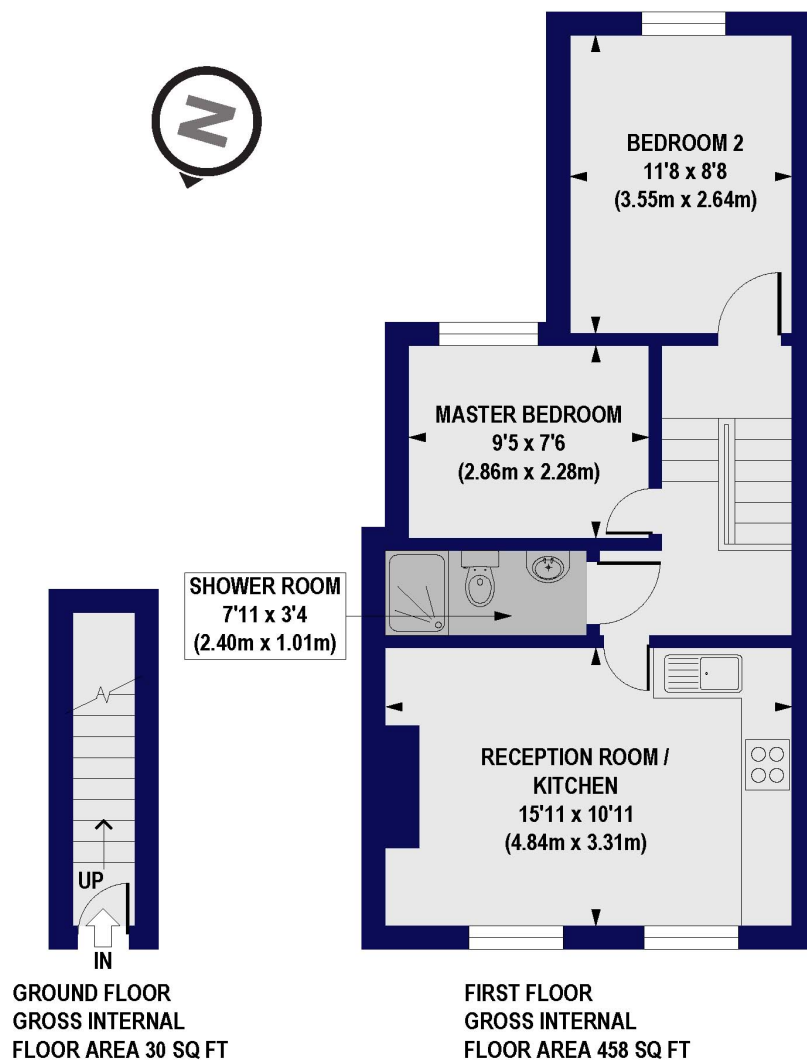 N
BEDROOM 2
11'8 x 8'8
(3.55m x 2.64m)
MASTER BEDROOM
9'5 x 7'6
(2.86m x 2.28m)
SHOWER ROOM
7'11 x 3'4
(2.40m x 1.01m)
RECEPTION ROOM /
KITCHEN
15'11 x 10'11
(4.84m x 3.31m)
UP
IN
GROUND FLOOR
GROSS INTERNAL
FLOOR AREA 30 SQ FT
FIRST FLOOR
GROSS INTERNAL
FLOOR AREA 458 SQ FT